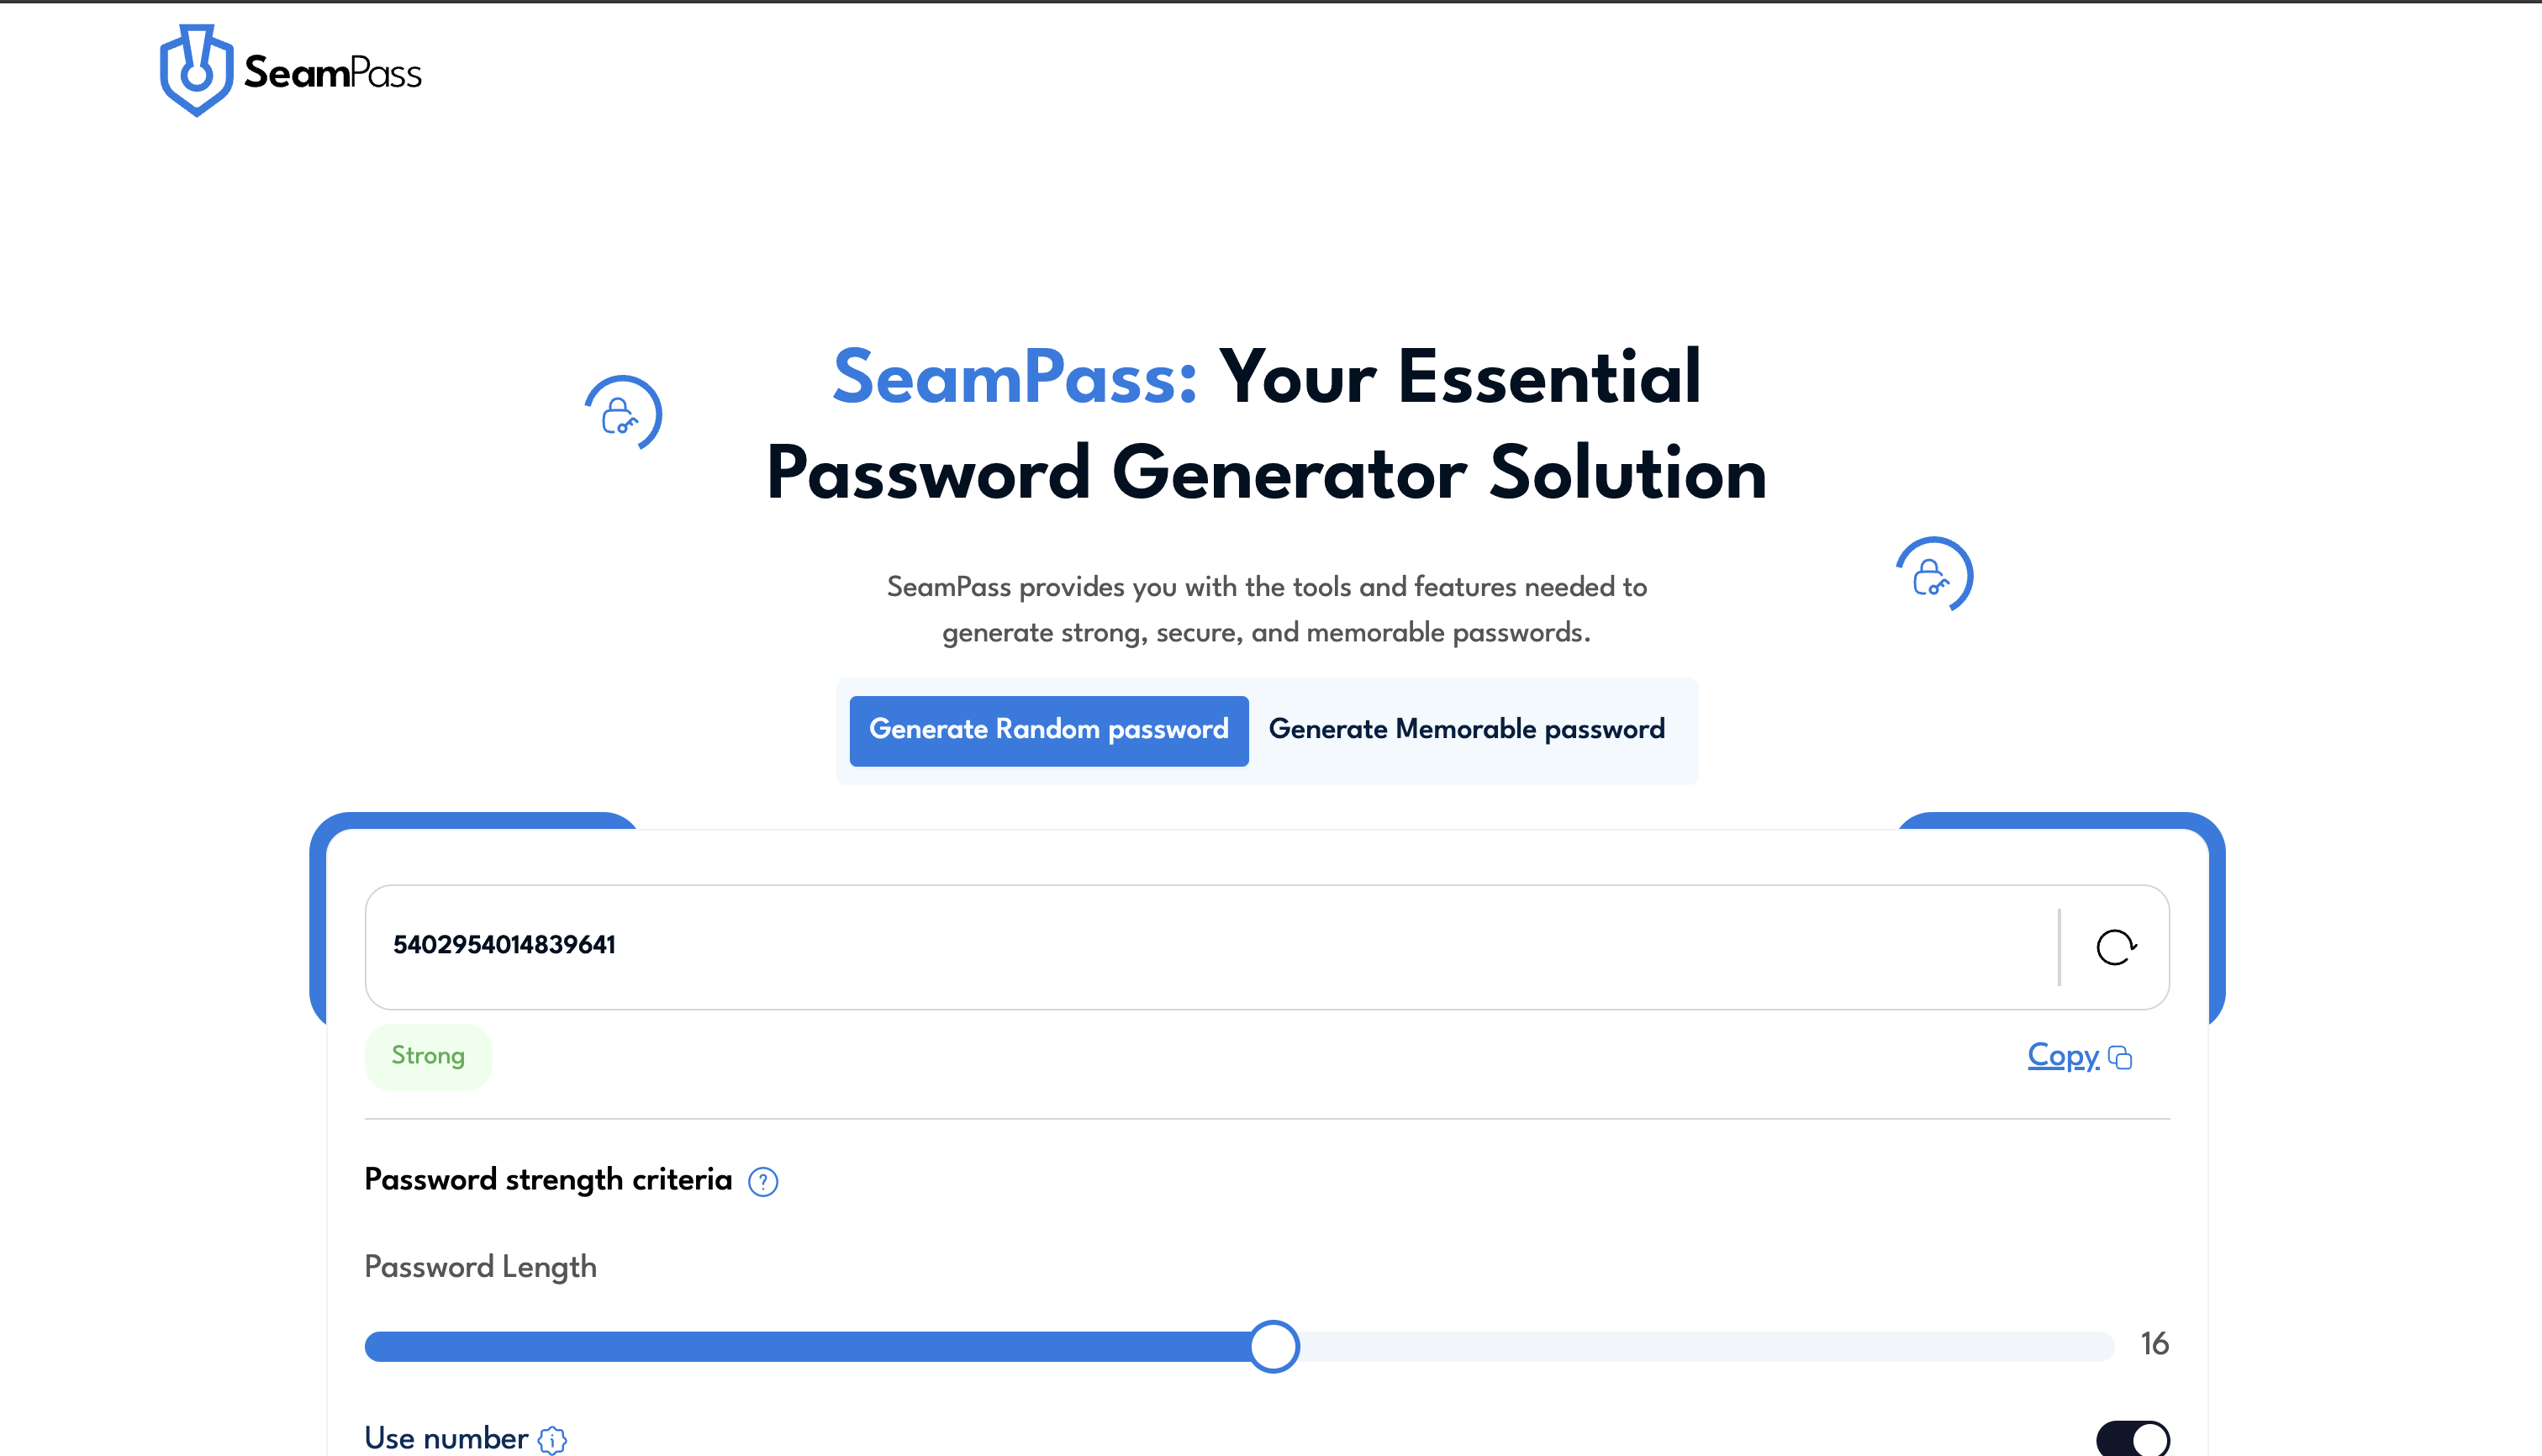 SeamPass
SeamPass: Your Essential
Password Generator Solution
SeamPass provides you with the tools and features needed to
generate strong, secure, and memorable passwords.
Generate Random password Generate Memorable password
5402954014839641
Strong
Copy
Password strength criteria ?
Password Length
16
Use number